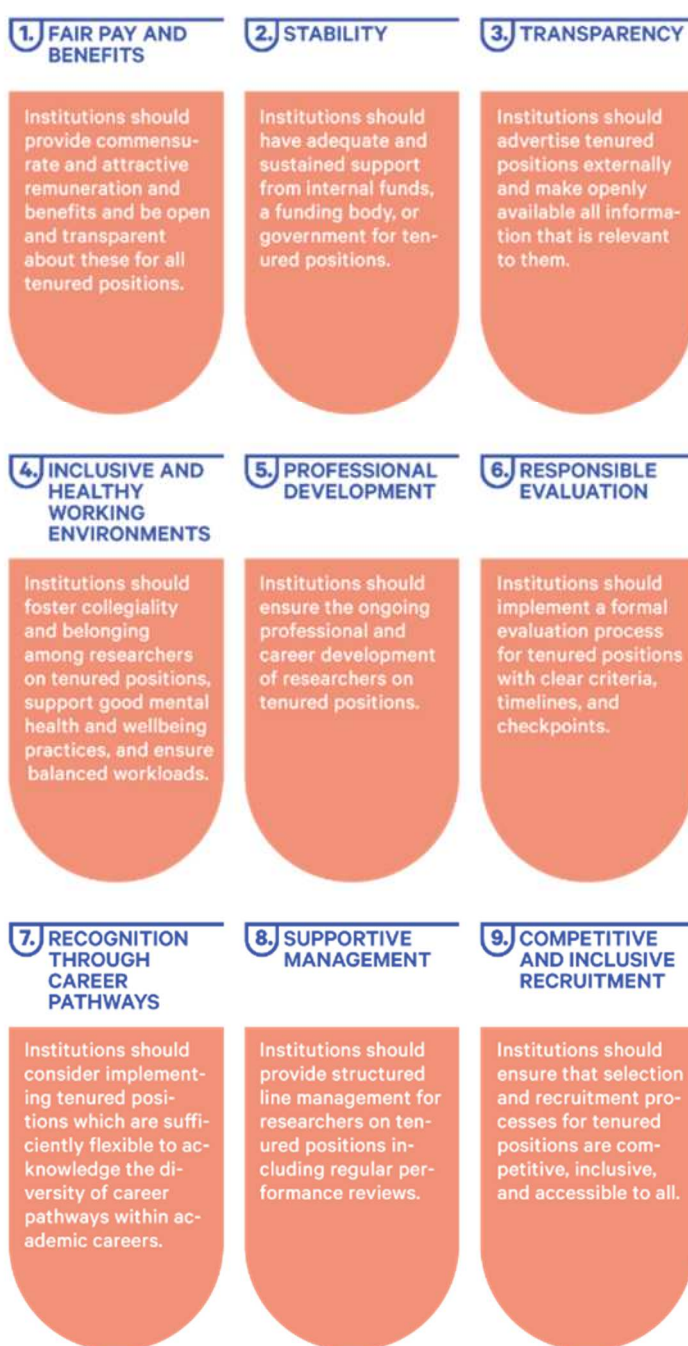 1. FAIR PAY AND
BENEFITS
Institutions should
provide commensu-
rate and attractive
remuneration and
benefits and be open
and transparent
about these for all
tenured positions.
2. STABILITY
Institutions should
have adequate and
sustained support
from internal funds,
a funding body, or
government for ten-
ured positions.
3. TRANSPARENCY
Institutions should
advertise tenured
positions externally
and make openly
available all informa-
tion that is relevant
to them.
4. INCLUSIVE AND
HEALTHY
WORKING
ENVIRONMENTS
Institutions should
foster collegiality
and belonging
among researchers
on tenured positions,
support good mental
health and wellbeing
practices, and ensure
balanced workloads.
5. PROFESSIONAL
DEVELOPMENT
Institutions should
ensure the ongoing
professional and
career development
of researchers on
tenured positions.
6. RESPONSIBLE
EVALUATION
Institutions should
implement a formal
evaluation process
for tenured positions
with clear criteria,
timelines, and
checkpoints.
7. RECOGNITION
THROUGH
CAREER
PATHWAYS
Institutions should
consider implement-
ing tenured posi-
tions which are suffi-
ciently flexible to ac-
knowledge the di-
versity of career
pathways within ac-
ademic careers.
8. SUPPORTIVE
MANAGEMENT
Institutions should
provide structured
line management for
researchers on ten-
ured positions in-
cluding regular per-
formance reviews.
9. COMPETITIVE
AND INCLUSIVE
RECRUITMENT
Institutions should
ensure that selection
and recruitment pro-
cesses for tenured
positions are com-
petitive, inclusive,
and accessible to all.